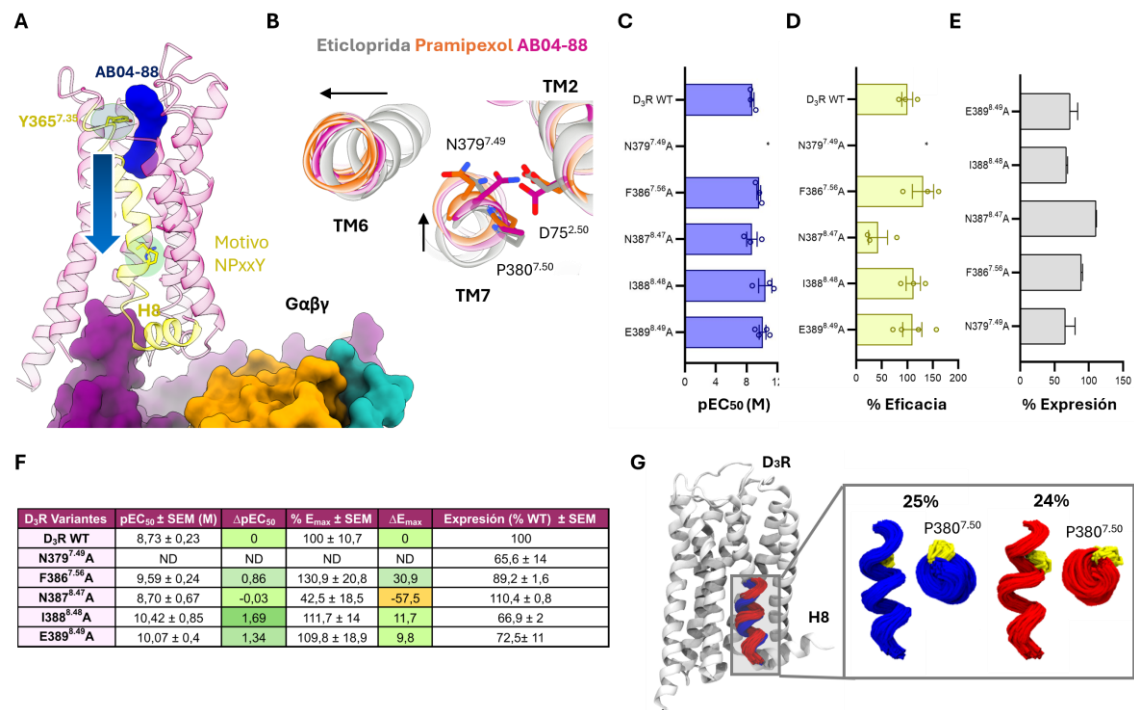 A
AB04-88
Y365^7.35
Motivo
NPxxY
H8
Gαβγ
B
Eticloprida Pramipexol AB04-88
TM2
N379^7.49
TM6
D75^2.50
P380^7.50
TM7
C
D₃R WT
N379^7.49A
F386^7.56A
N387^8.47A
I388^8.48A
E389^8.49A
0 4 8 12
pEC₅₀ (M)
D
D₃R WT
N379^7.49A
F386^7.56A
N387^8.47A
I388^8.48A
E389^8.49A
0 50 100 150 200
% Eficacia
E
E389^8.49A
I388^8.48A
N387^8.47A
F386^7.56A
N379^7.49A
0 50 100 150
% Expresión
F
D₃R Variantes pEC₅₀ ± SEM (M) ΔpEC₅₀ % Eₘₐₓ ± SEM ΔEₘₐₓ Expresión (% WT) ± SEM
D₃R WT 8,73 ± 0,23 0 100 ± 10,7 0 100
N379^7.49A ND ND ND ND 65,6 ± 14
F386^7.56A 9,59 ± 0,24 0,86 130,9 ± 20,8 30,9 89,2 ± 1,6
N387^8.47A 8,70 ± 0,67 -0,03 42,5 ± 18,5 -57,5 110,4 ± 0,8
I388^8.48A 10,42 ± 0,85 1,69 111,7 ± 14 11,7 66,9 ± 2
E389^8.49A 10,07 ± 0,4 1,34 109,8 ± 18,9 9,8 72,5± 11
G
D₃R
H8
25% 24%
P380^7.50 P380^7.50